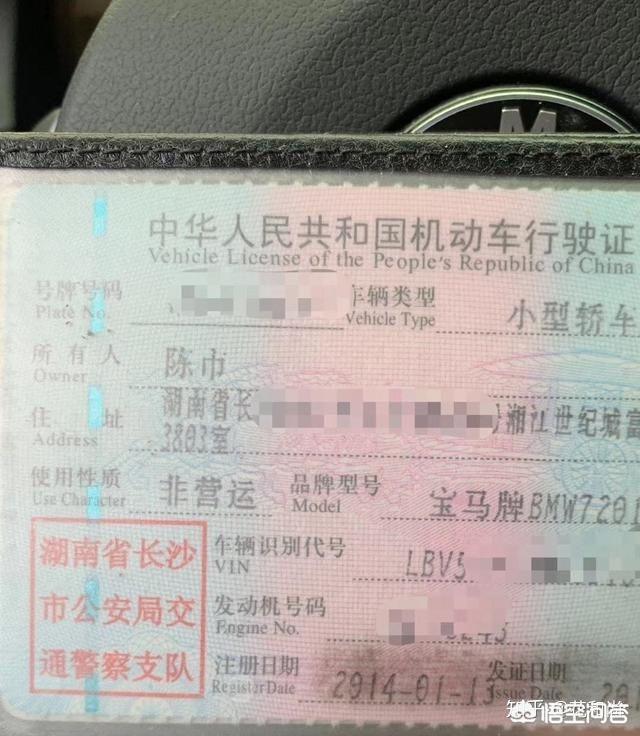 中华人民共和国机动车行驶证
Vehicle License of the People's Republic of China
号牌号码 车辆类型 小型轿车
Plate No. Vehicle Type
所有人 陈市
Owner
住址 湖南省长 湘江世纪城富
Address 3803室
使用性质 非营运 品牌型号 宝马牌BMW7201
Use Character Model
湖南省长沙
市公安局交
通警察支队
车辆识别代号 LBV5
VIN
发动机号码
Engine No.
注册日期 2014-01-13 发证日期 201
Register Date Issue Date
知乎
悟空问答